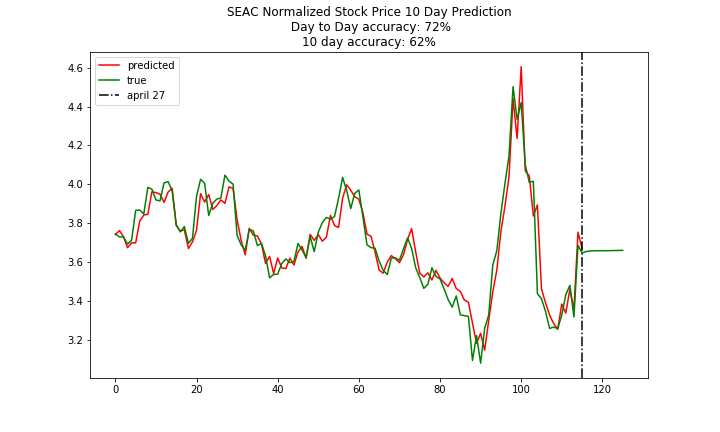 SEAC Normalized Stock Price 10 Day Prediction
Day to Day accuracy: 72%
10 day accuracy: 62%
predicted
true
april 27
4.6
4.4
4.2
4.0
3.8
3.6
3.4
3.2
0 20 40 60 80 100 120